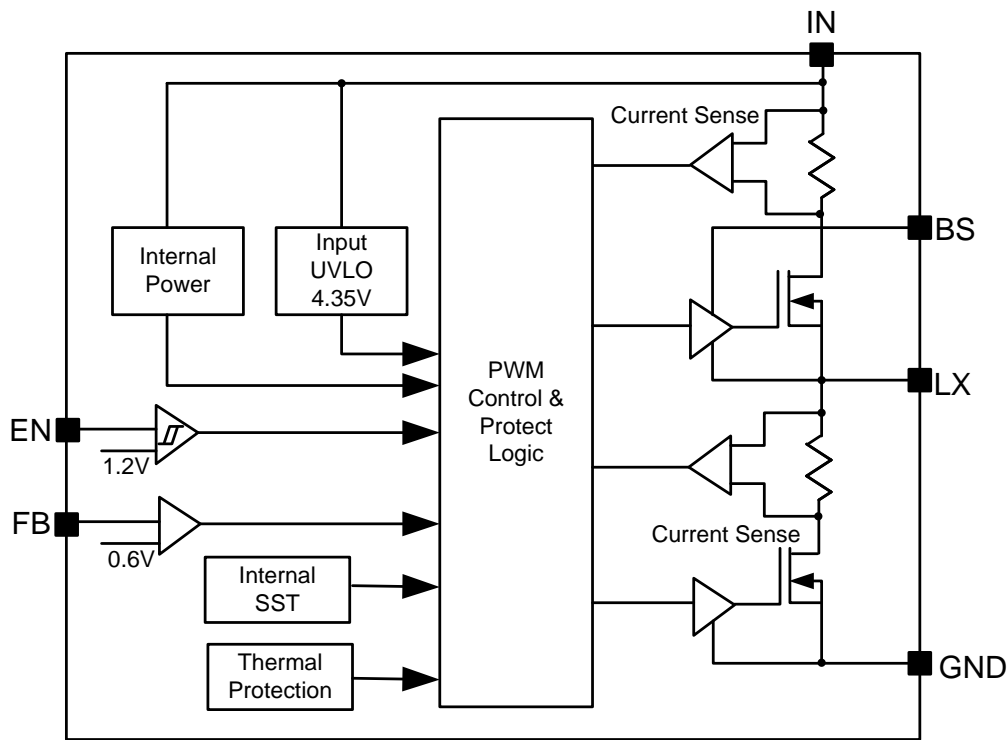 IN
Current Sense
BS
Internal
Power
Input
UVLO
4.35V
PWM
Control &
Protect
Logic
LX
EN
1.2V
FB
0.6V
Current Sense
Internal
SST
Thermal
Protection
GND